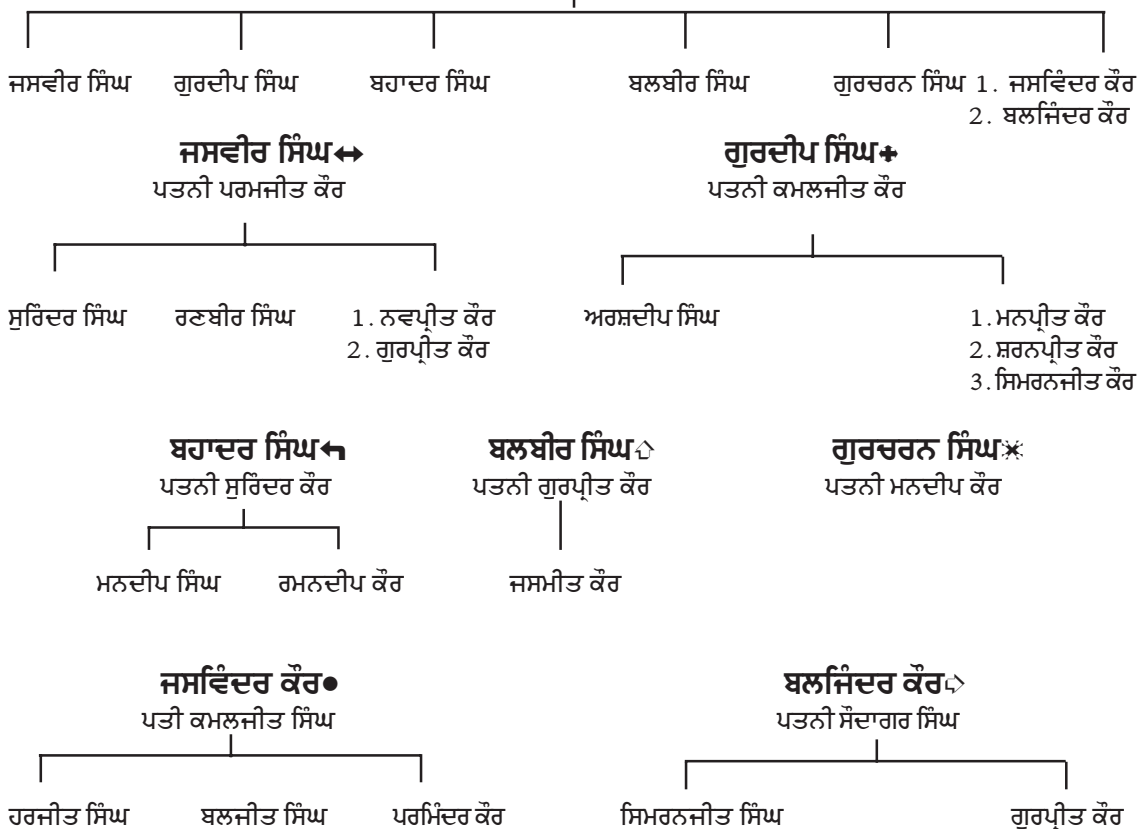 ਜਸਵੀਰ ਸਿੰਘ ਗੁਰਦੀਪ ਸਿੰਘ ਬਹਾਦਰ ਸਿੰਘ ਬਲਬੀਰ ਸਿੰਘ ਗੁਰਚਰਨ ਸਿੰਘ 1. ਜਸਵਿੰਦਰ ਕੌਰ
2. ਬਲਜਿੰਦਰ ਕੌਰ
ਜਸਵੀਰ ਸਿੰਘ↔ ਗੁਰਦੀਪ ਸਿੰਘ✚
ਪਤਨੀ ਪਰਮਜੀਤ ਕੌਰ ਪਤਨੀ ਕਮਲਜੀਤ ਕੌਰ
ਸੁਰਿੰਦਰ ਸਿੰਘ ਰਣਬੀਰ ਸਿੰਘ 1. ਨਵਪ੍ਰੀਤ ਕੌਰ ਅਰਸ਼ਦੀਪ ਸਿੰਘ 1. ਮਨਪ੍ਰੀਤ ਕੌਰ
2. ਗੁਰਪ੍ਰੀਤ ਕੌਰ 2. ਸ਼ਰਨਪ੍ਰੀਤ ਕੌਰ
3. ਸਿਮਰਨਜੀਤ ਕੌਰ
ਬਹਾਦਰ ਸਿੰਘ↰ ਬਲਬੀਰ ਸਿੰਘ⇧ ਗੁਰਚਰਨ ਸਿੰਘ☀
ਪਤਨੀ ਸੁਰਿੰਦਰ ਕੌਰ ਪਤਨੀ ਗੁਰਪ੍ਰੀਤ ਕੌਰ ਪਤਨੀ ਮਨਦੀਪ ਕੌਰ
ਮਨਦੀਪ ਸਿੰਘ ਰਮਨਦੀਪ ਕੌਰ ਜਸਮੀਤ ਕੌਰ
ਜਸਵਿੰਦਰ ਕੌਰ● ਬਲਜਿੰਦਰ ਕੌਰ⇨
ਪਤੀ ਕਮਲਜੀਤ ਸਿੰਘ ਪਤਨੀ ਸੌਦਾਗਰ ਸਿੰਘ
ਹਰਜੀਤ ਸਿੰਘ ਬਲਜੀਤ ਸਿੰਘ ਪਰਮਿੰਦਰ ਕੌਰ ਸਿਮਰਨਜੀਤ ਸਿੰਘ ਗੁਰਪ੍ਰੀਤ ਕੌਰ